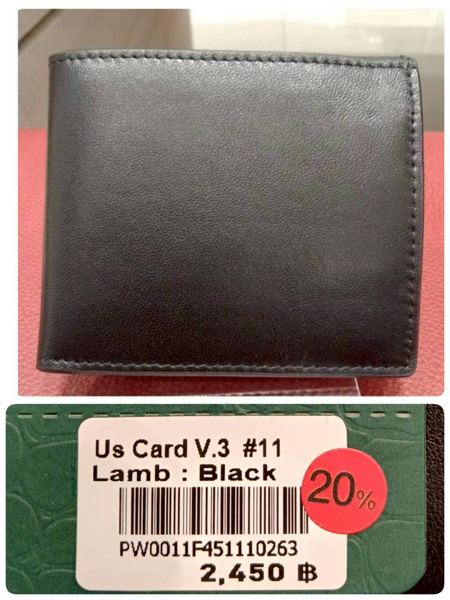 Us Card V.3 #11
Lamb : Black
20%
PW0011F451110263
2,450 ฿